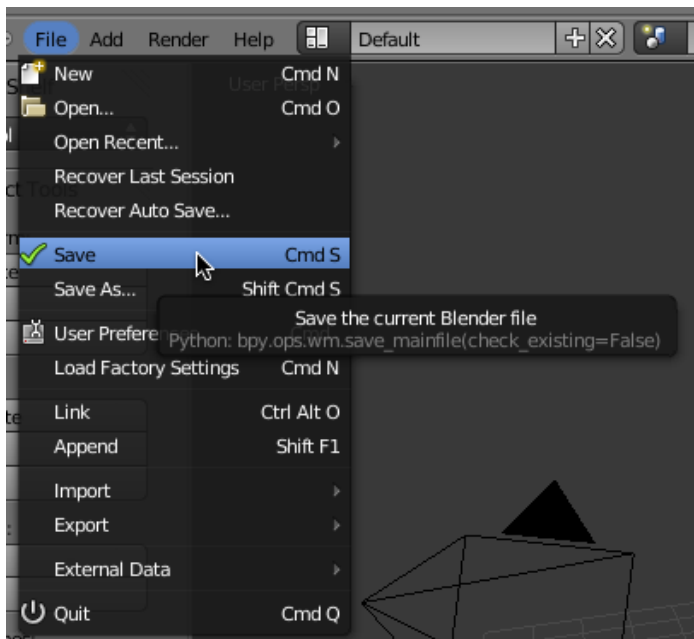 File Add Render Help Default
User Persp
New Cmd N
Open... Cmd O
Open Recent...
Recover Last Session
Recover Auto Save...
Save Cmd S
Save As... Shift Cmd S
Save the current Blender file
User Preferences
Python: bpy.ops.wm.save_mainfile(check_existing=False)
Load Factory Settings Cmd N
Link Ctrl Alt O
Append Shift F1
Import
Export
External Data
Quit Cmd Q